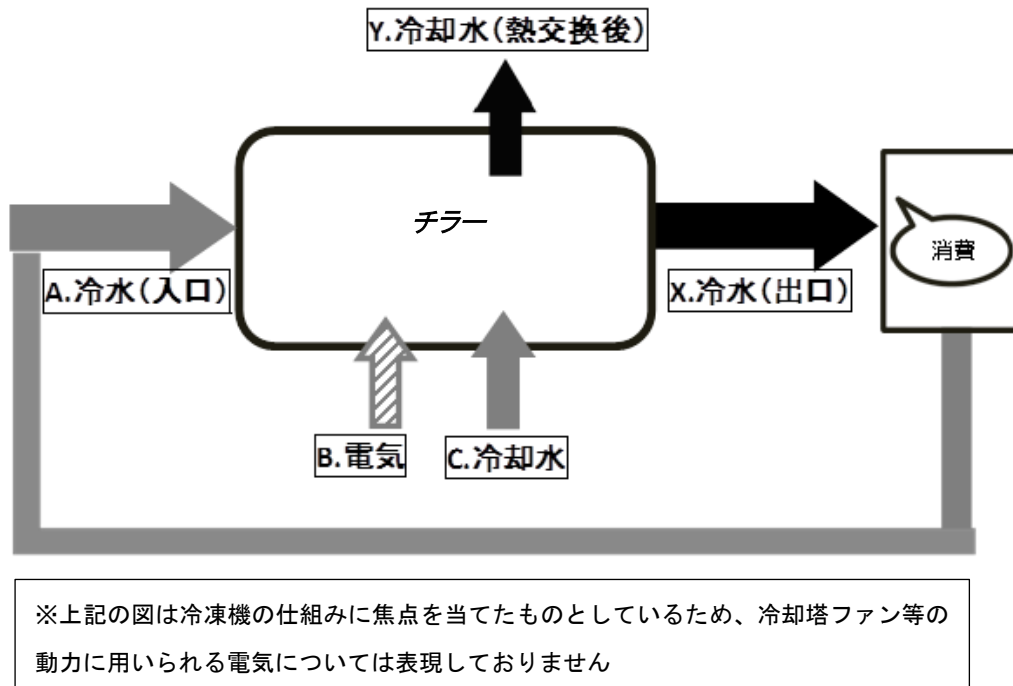 Y.冷却水(熱交換後)
チラー
消費
A.冷水(入口)
X.冷水(出口)
B.電気
C.冷却水
※上記の図は冷凍機の仕組みに焦点を当てたものとしているため、冷却塔ファン等の
動力に用いられる電気については表現しておりません